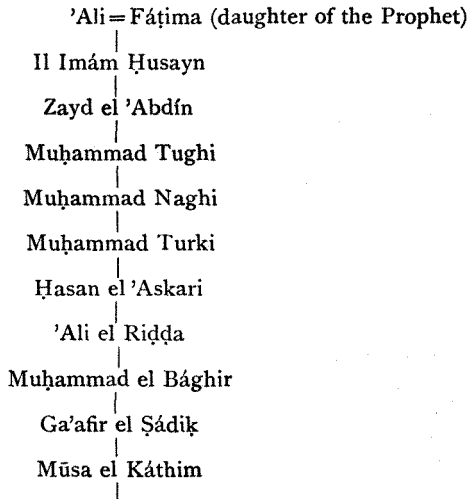 ’Ali = Fáṭima (daughter of the Prophet)
Il Imám Ḥusayn
Zayd el ’Abdín
Muḥammad Tughi
Muḥammad Naghi
Muḥammad Turki
Ḥasan el ’Askari
’Ali el Riḍḍa
Muḥammad el Bághir
Ga’afir el Ṣádiḳ
Mūsa el Káthim